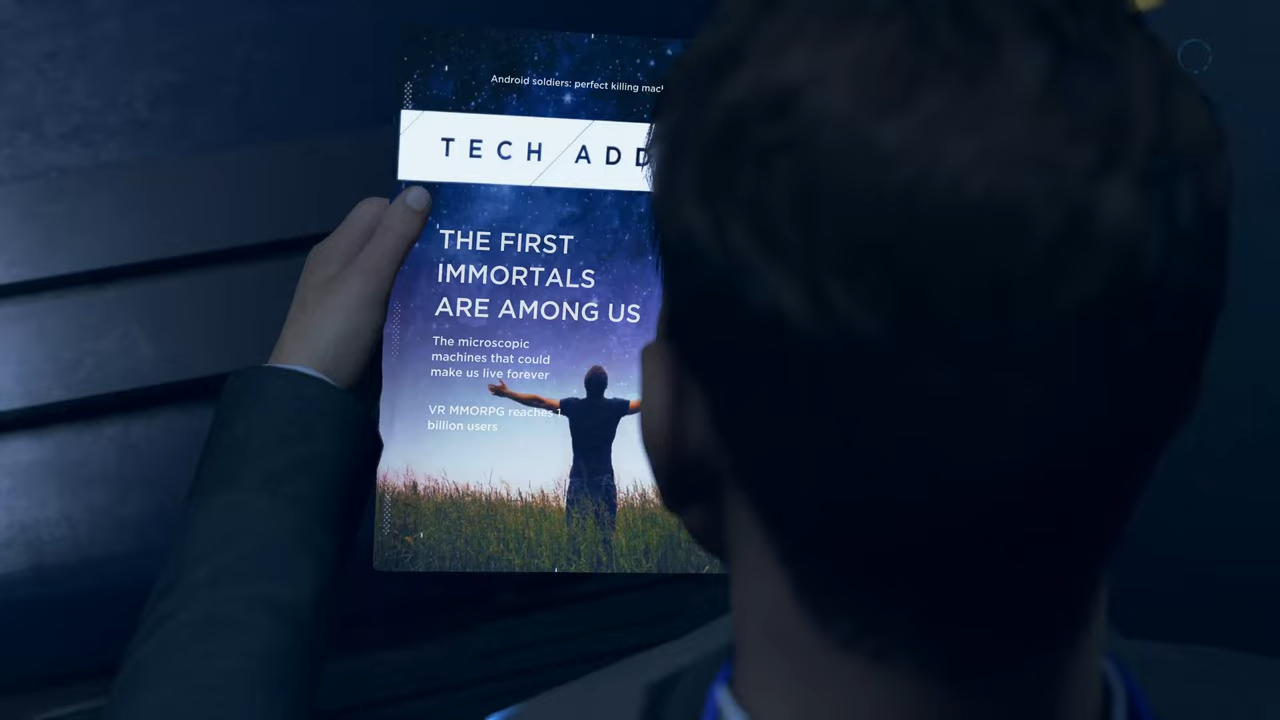 Android soldiers: perfect killing
TECH
THE FIRST
IMMORTALS
ARE AMONG US
The microscopic
machines that could
make us live forever
VR MMORPG reaches 1
billion users